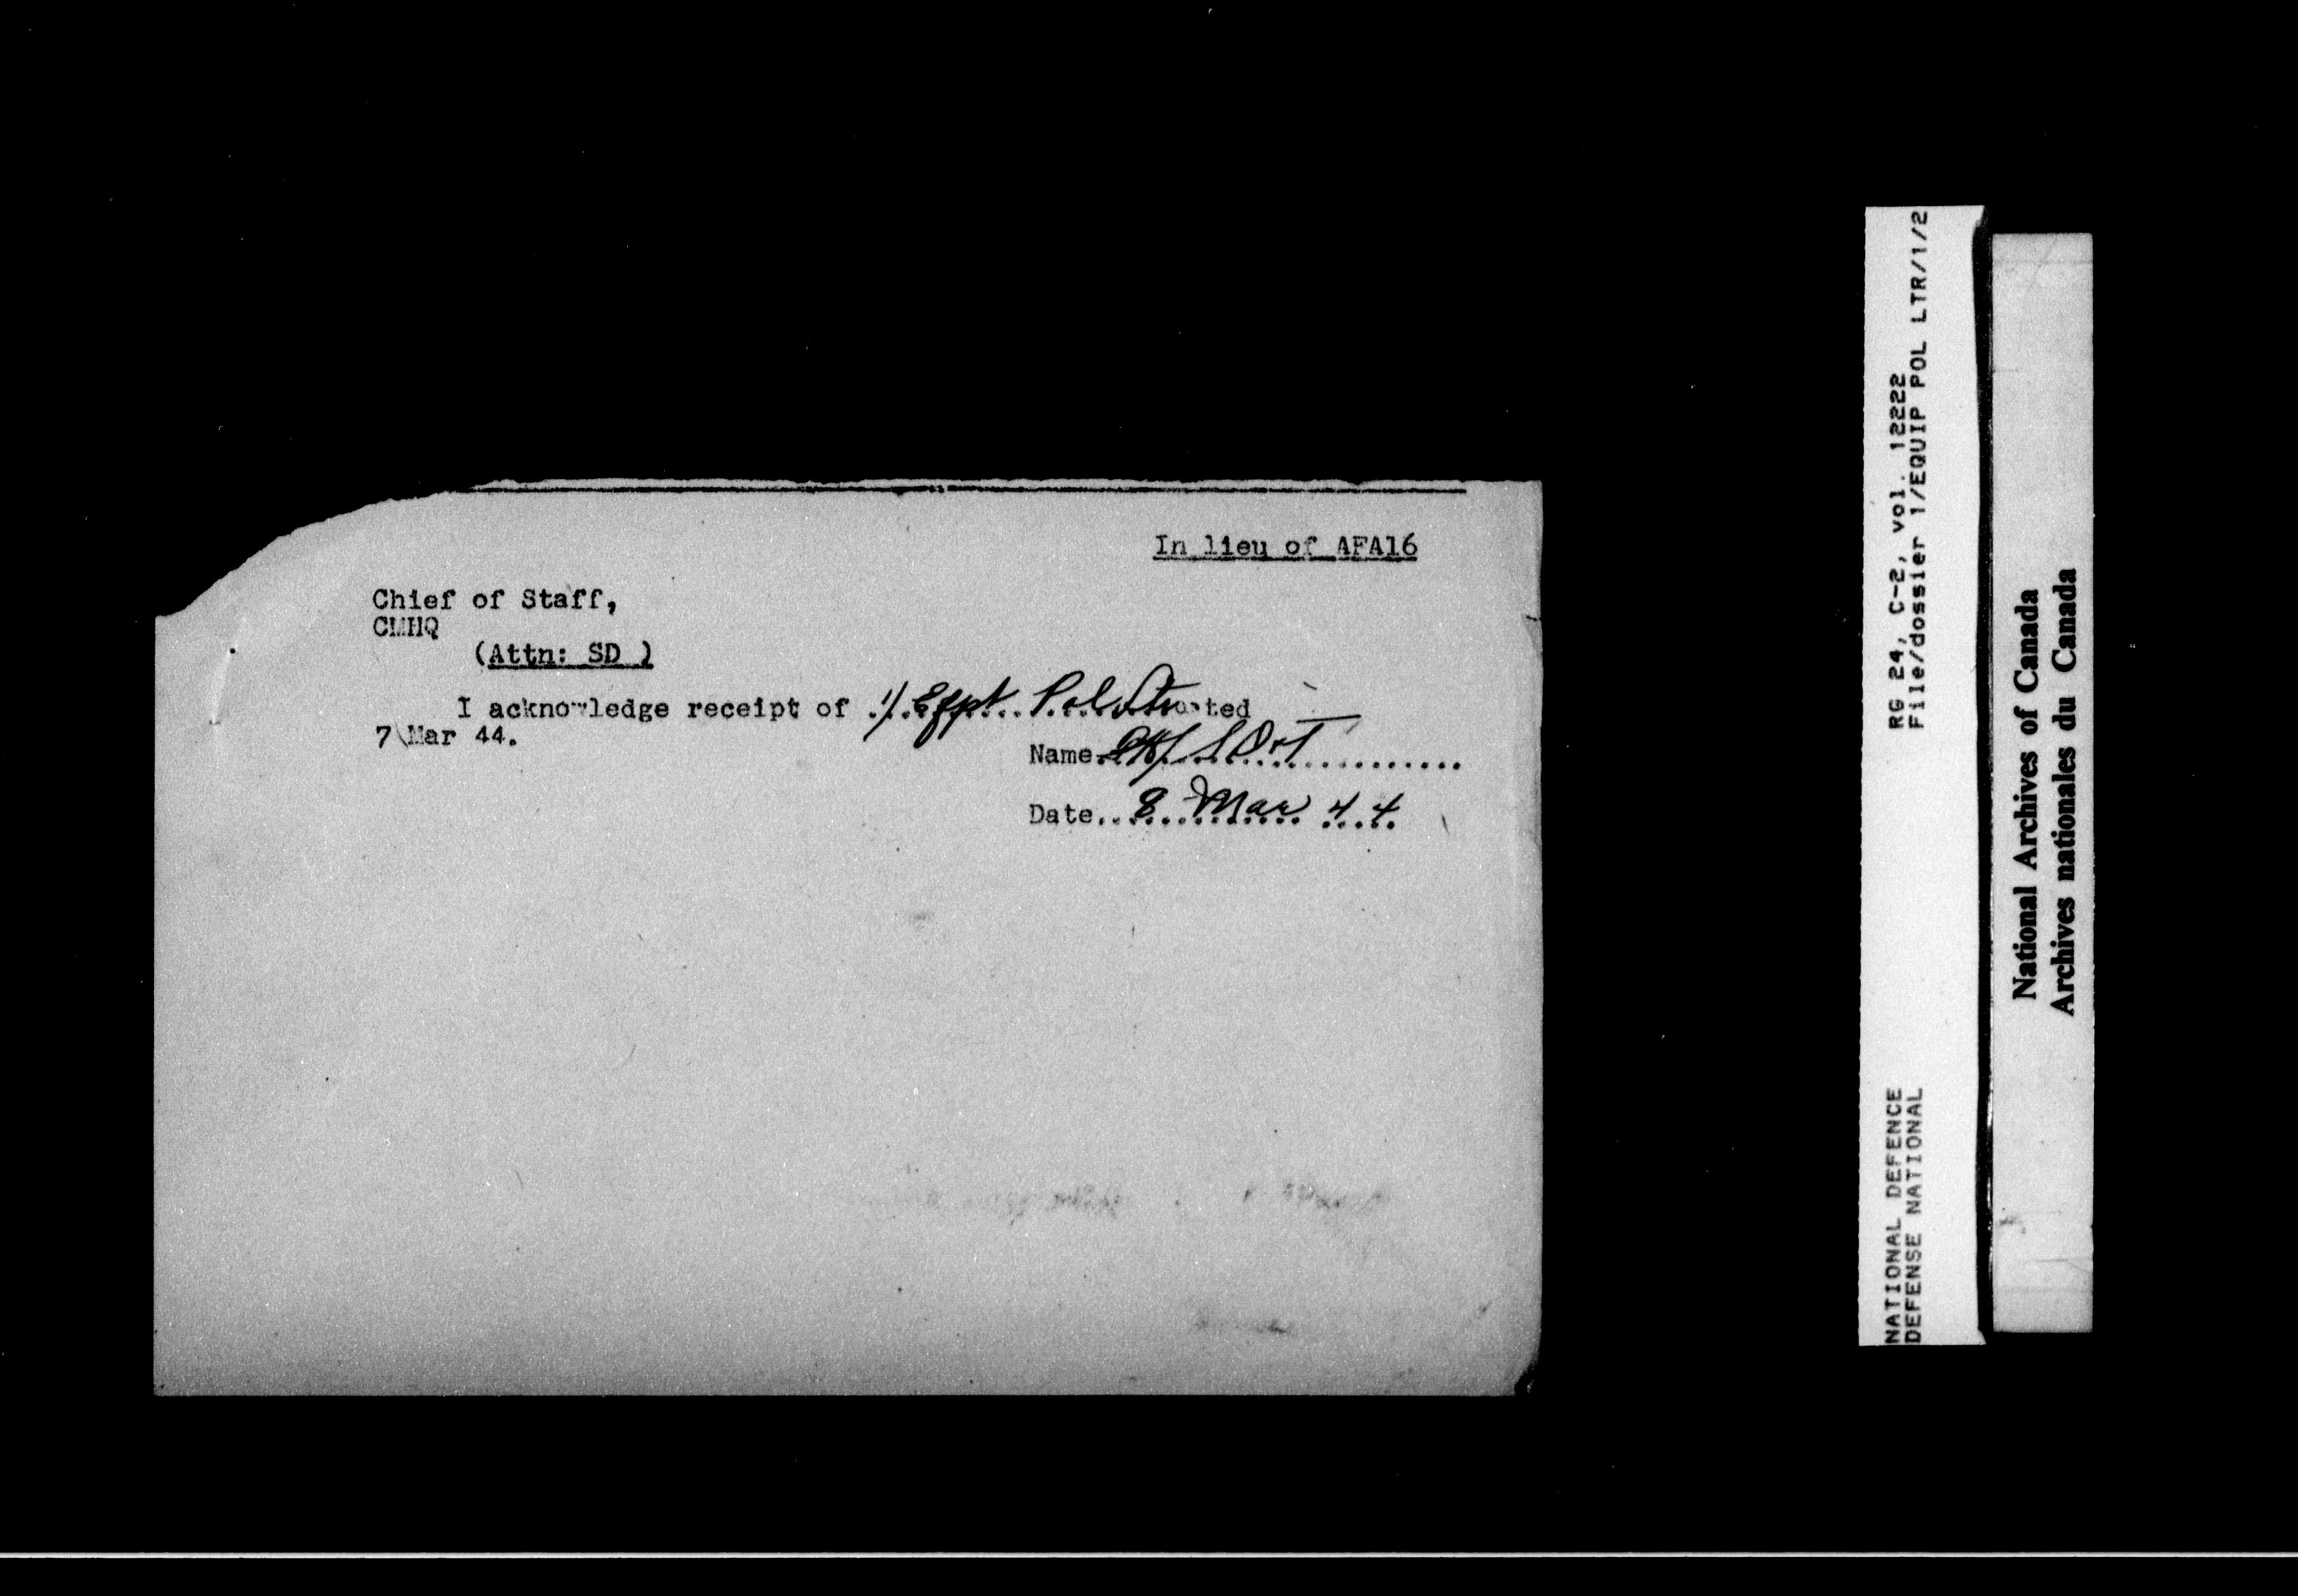 In lieu of AFA16
Chief of Staff,
CMHQ
(Attn: SD )
I acknowledge receipt of 1/Eqpt Pol Ltr dated
7 Mar 44.
Name
Date 8 Mar 44
RG 24, C-2, vol. 12222
File/dossier 1/EQUIP POL LTR/1/2
NATIONAL DEFENCE
DEFENSE NATIONAL
National Archives of Canada
Archives nationales du Canada